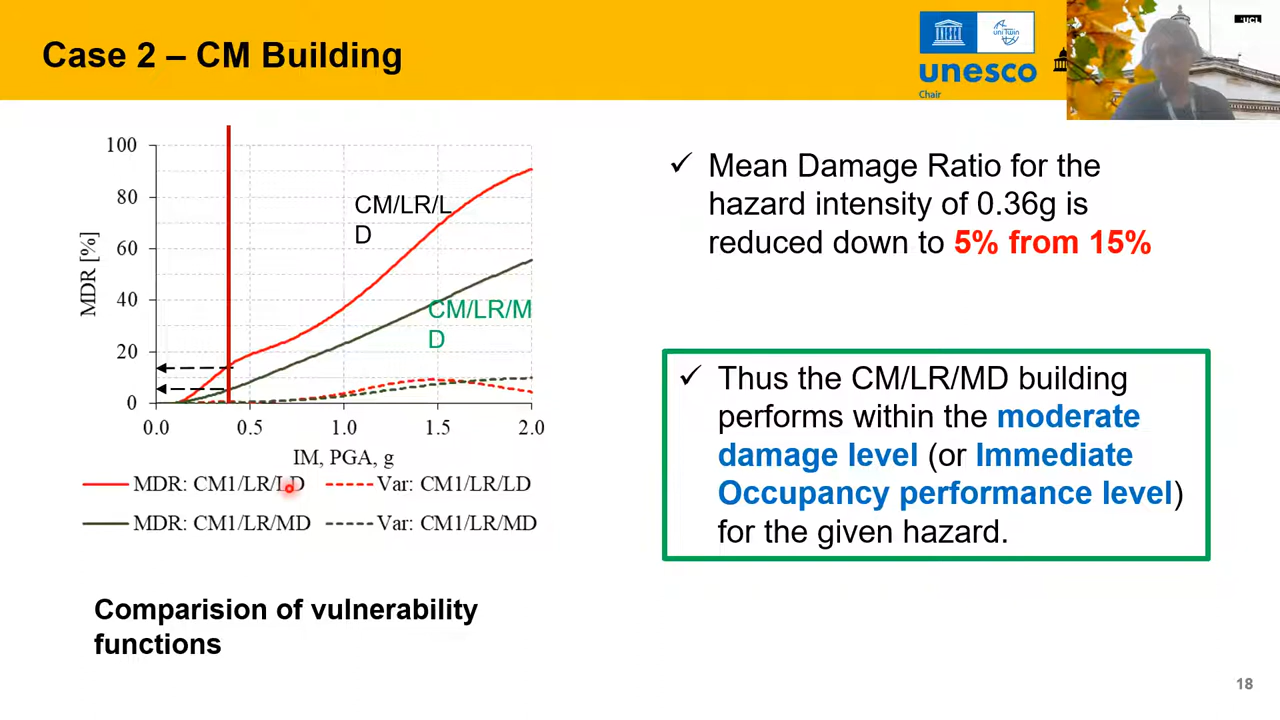 Case 2 – CM Building
uni Twin
unesco
Chair
UCL
100
80
60
40
20
0
MDR [%]
CM/LR/L
D
CM/LR/M
D
0.0 0.5 1.0 1.5 2.0
IM, PGA, g
MDR: CM1/LR/LD Var: CM1/LR/LD
MDR: CM1/LR/MD Var: CM1/LR/MD
Comparision of vulnerability
functions
✓ Mean Damage Ratio for the
hazard intensity of 0.36g is
reduced down to 5% from 15%
✓ Thus the CM/LR/MD building
performs within the moderate
damage level (or Immediate
Occupancy performance level)
for the given hazard.
18